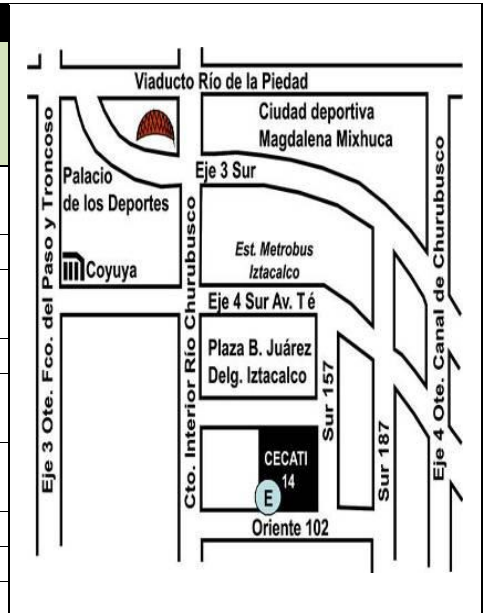 Viaducto Río de la Piedad
Ciudad deportiva
Magdalena Mixhuca
Eje 3 Sur
Palacio
de los Deportes
Coyuya
Est. Metrobus
Iztacalco
Eje 4 Sur Av. Té
Plaza B. Juárez
Delg. Iztacalco
CECATI
14
E
Oriente 102
Eje 3 Ote. Fco. del Paso y Troncoso
Cto. Interior Río Churubusco
Sur 157
Sur 187
Eje 4 Ote. Canal de Churubusco